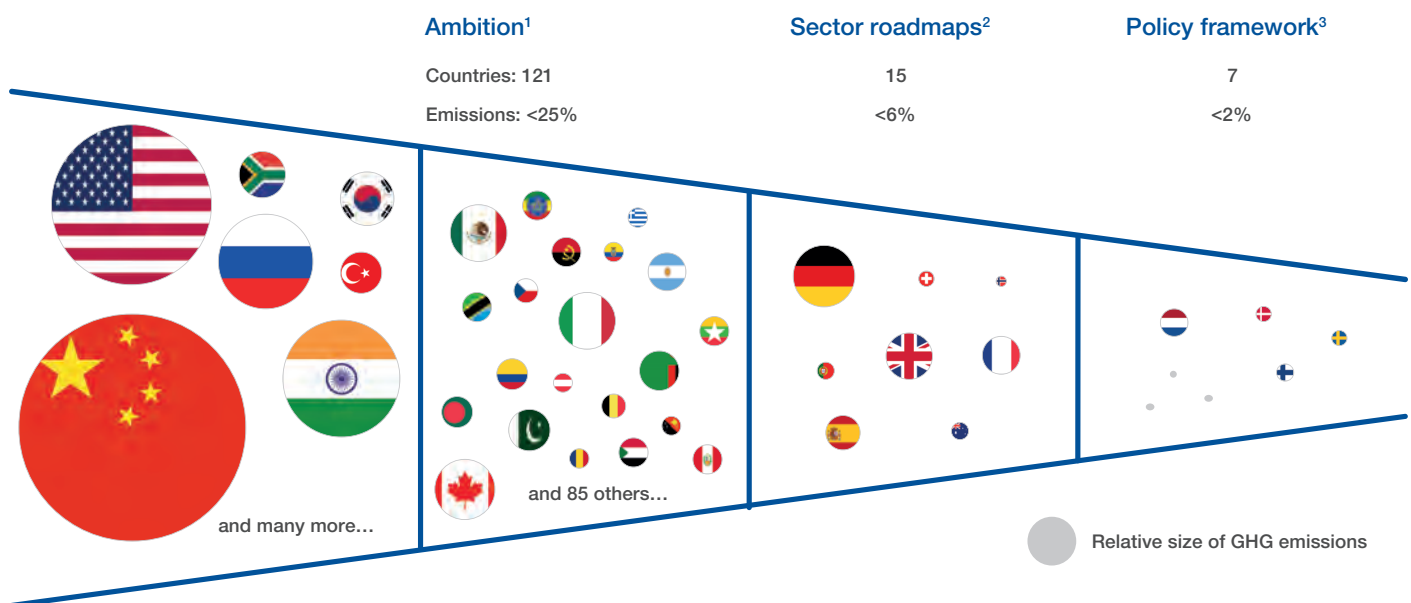 Ambition¹ Sector roadmaps² Policy framework³
Countries: 121 15 7
Emissions: <25% <6% <2%
and 85 others…
and many more…
Relative size of GHG emissions